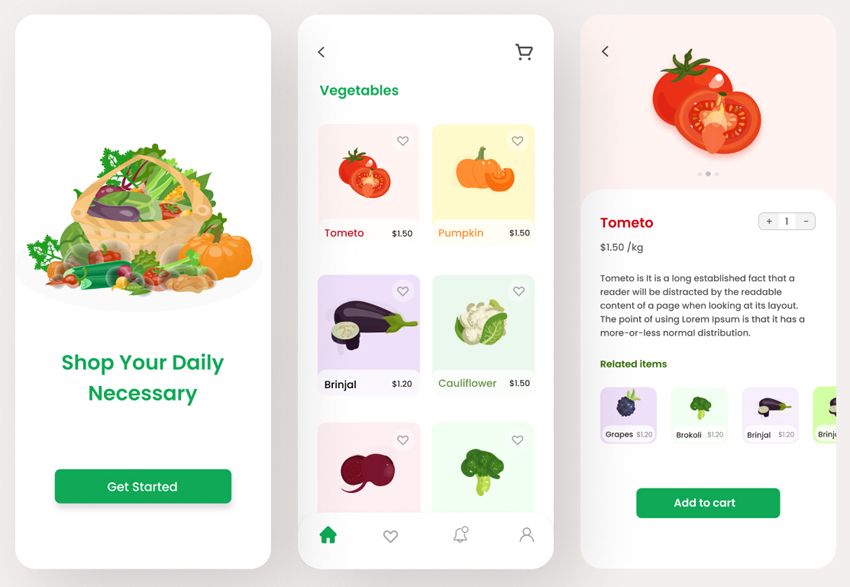 Shop Your Daily
Necessary
Get Started
Vegetables
Tometo $1.50
Pumpkin $1.50
Brinjal $1.20
Cauliflower $1.50
Tometo
+ 1 -
$1.50 /kg
Tometo is It is a long established fact that a
reader will be distracted by the readable
content of a page when looking at its layout.
The point of using Lorem Ipsum is that it has a
more-or-less normal distribution.
Related items
Grapes $1.20
Brokoli $1.20
Brinjal $1.20
Add to cart